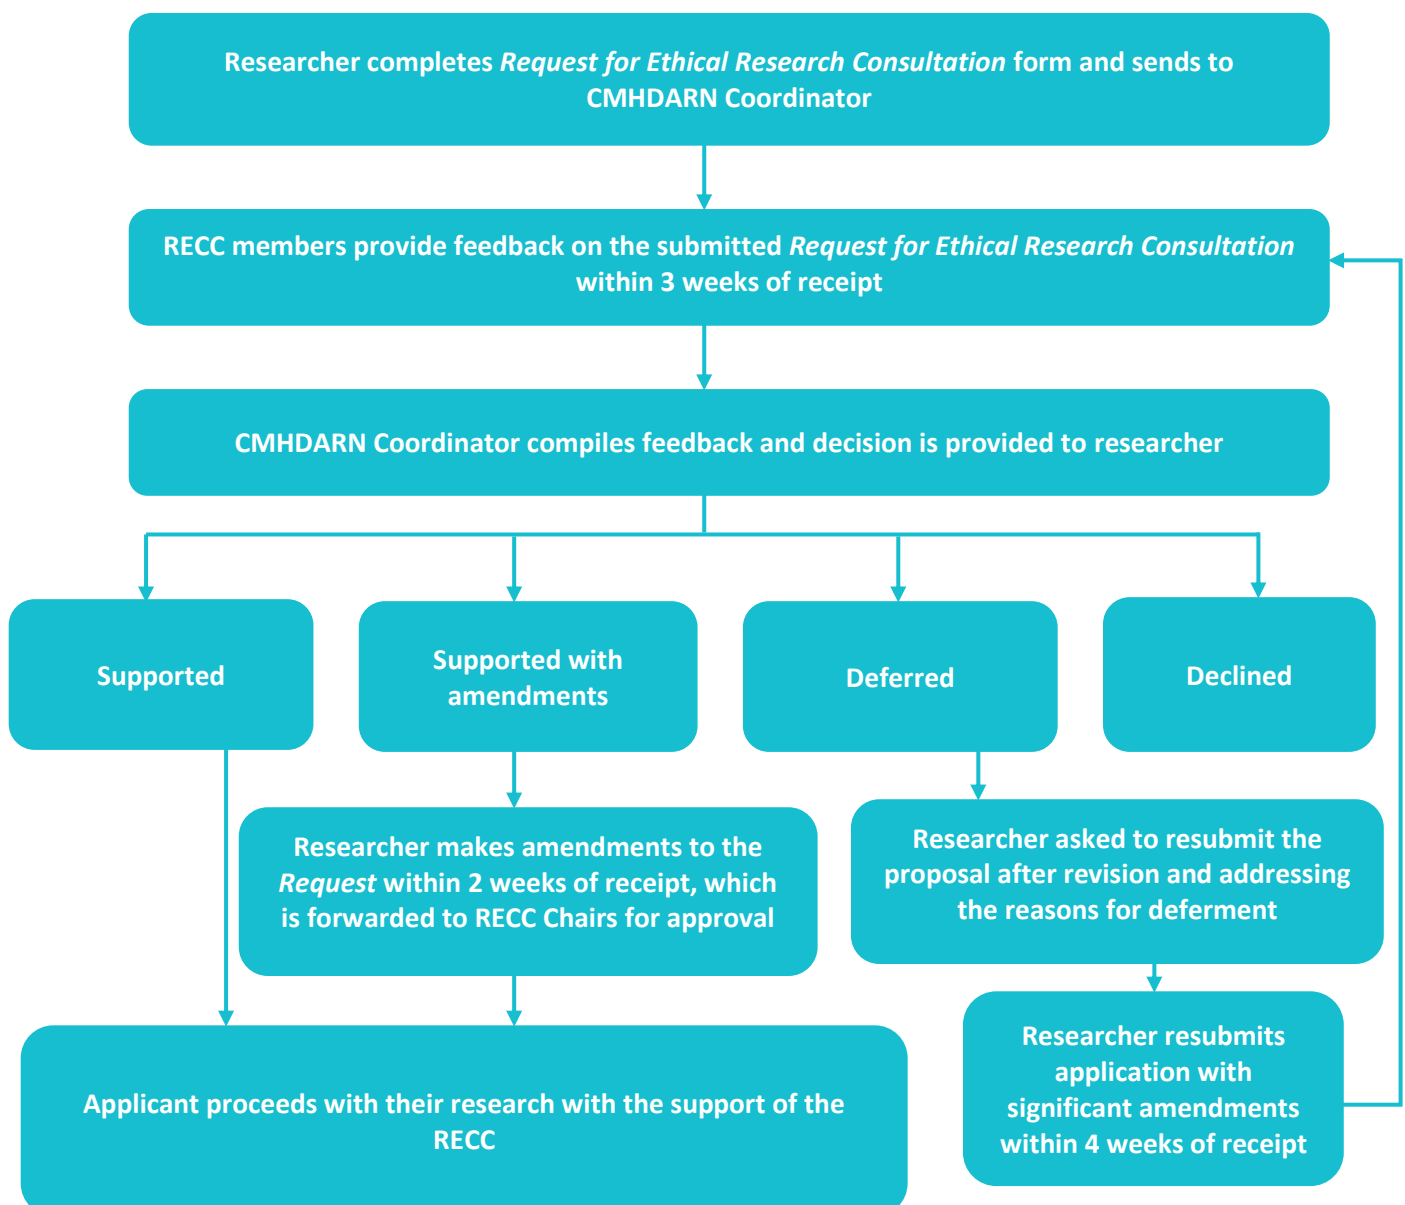 Researcher completes Request for Ethical Research Consultation form and sends to
CMHDARN Coordinator
RECC members provide feedback on the submitted Request for Ethical Research Consultation
within 3 weeks of receipt
CMHDARN Coordinator compiles feedback and decision is provided to researcher
Supported
Supported with
amendments
Deferred
Declined
Researcher makes amendments to the
Request within 2 weeks of receipt, which
is forwarded to RECC Chairs for approval
Researcher asked to resubmit the
proposal after revision and addressing
the reasons for deferment
Applicant proceeds with their research with the support of the
RECC
Researcher resubmits
application with
significant amendments
within 4 weeks of receipt